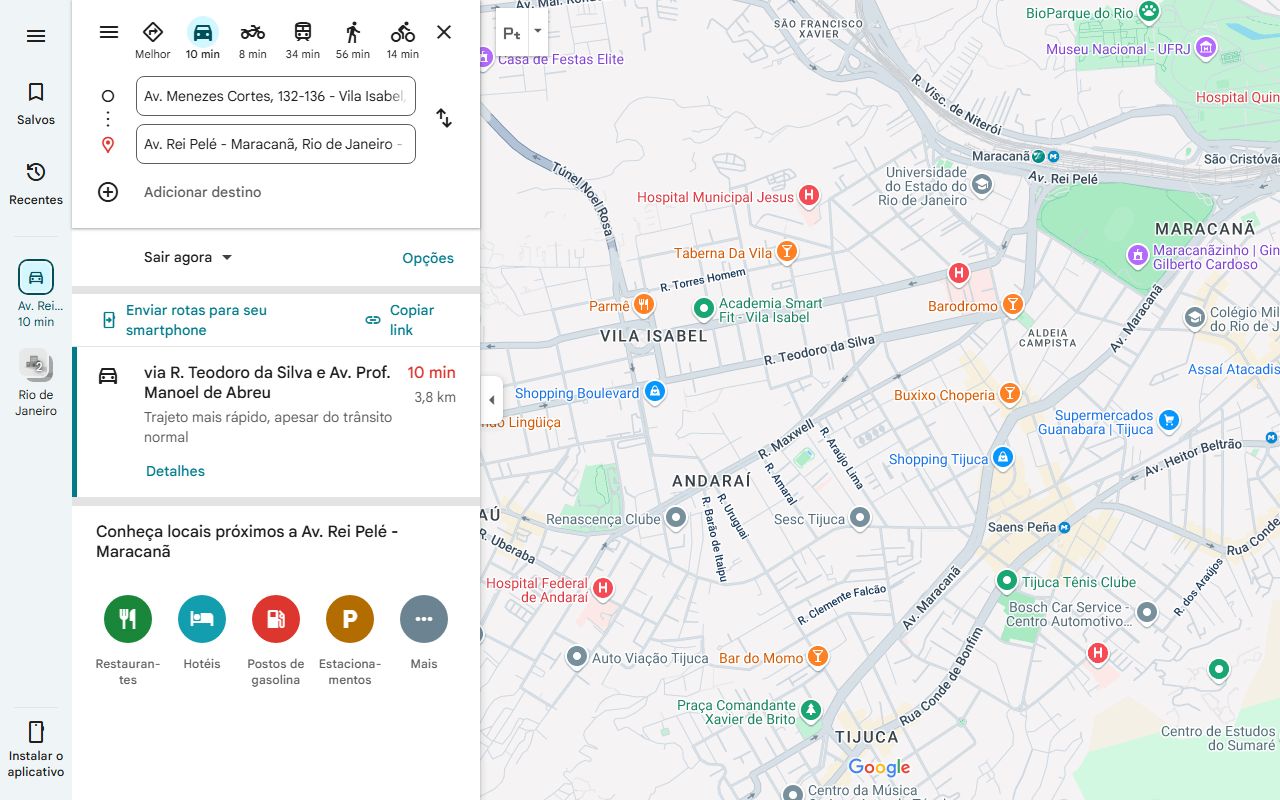 Salvos
Recentes
Av. Rei...
10 min
2
Rio de
Janeiro
Instalar o
aplicativo
Melhor
10 min
8 min
34 min
56 min
14 min
Av. Menezes Cortes, 132-136 - Vila Isabel,
Av. Rei Pelé - Maracanã, Rio de Janeiro -
Adicionar destino
Sair agora
Opções
Enviar rotas para seu
smartphone
Copiar
link
via R. Teodoro da Silva e Av. Prof.
Manoel de Abreu
10 min
3,8 km
Trajeto mais rápido, apesar do trânsito
normal
Detalhes
Conheça locais próximos a Av. Rei Pelé -
Maracanã
Restauran-
tes
Hotéis
Postos de
gasolina
P
Estaciona-
mentos
Mais
SÃO FRANCISCO
XAVIER
BioParque do Rio
Museu Nacional - UFRJ
Casa de Festas Elite
R. Visc. de Niterói
Hospital Quin
Túnel Noel Rosa
Maracanã
São Cristóvã
Av. Rei Pelé
Universidade
do Estado do
Rio de Janeiro
Hospital Municipal Jesus
H
MARACANÃ
Taberna Da Vila
Maracanãzinho | Gin
Gilberto Cardoso
R. Torres Homem
H
Parmê
Academia Smart
Fit - Vila Isabel
Barodromo
Av. Maracanã
Colégio Mil
do Rio de J
VILA ISABEL
R. Teodoro da Silva
ALDEIA
CAMPISTA
Assaí Atacadis
Shopping Boulevard
Buxixo Choperia
Supermercados
Guanabara | Tijuca
ndo Lingüiça
R. Maxwell
R. Araújo Lima
Av. Heitor Beltrão
Shopping Tijuca
ANDARAÍ
R. Amaral
AÚ
R. Uberaba
Renascença Clube
R. Barão de Itaipu
R. Uruguai
Sesc Tijuca
Saens Peña
Rua Conde
Hospital Federal
de Andaraí
H
Av. Maracanã
Tijuca Tênis Clube
R. dos Araújos
R. Clemente Falcão
Bosch Car Service -
Centro Automotivo...
Auto Viação Tijuca
Bar do Momo
Rua Conde de Bonfim
H
Praça Comandante
Xavier de Brito
TIJUCA
Centro de Estudos
do Sumaré
Google
Centro da Música